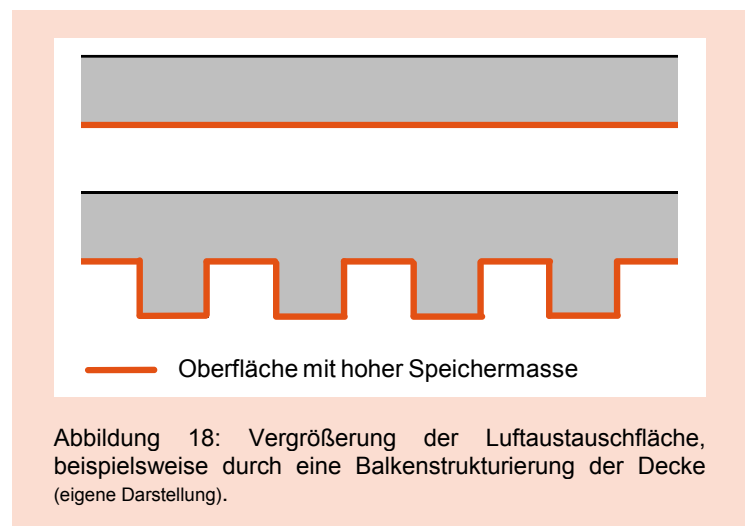 Oberfläche mit hoher Speichermasse
Abbildung 18: Vergrößerung der Luftaustauschfläche,
beispielsweise durch eine Balkenstrukturierung der Decke
(eigene Darstellung).